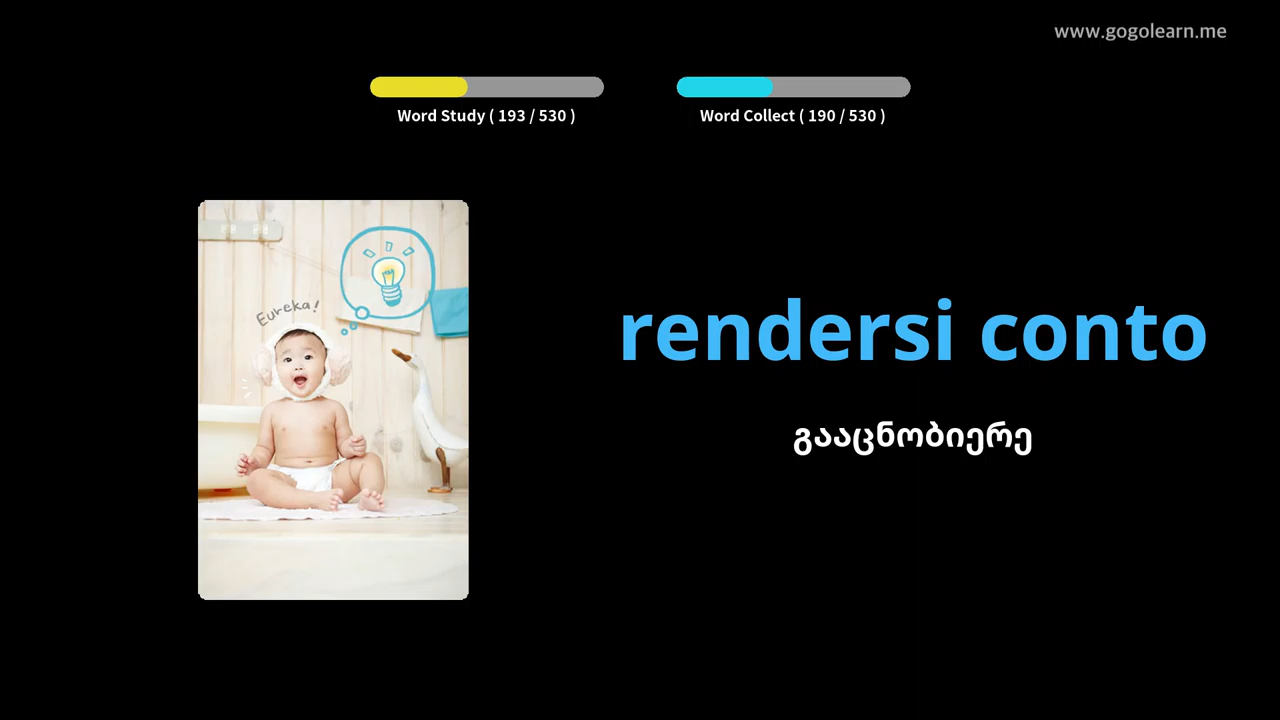 www.gogolearn.me
Word Study ( 193 / 530 )
Word Collect ( 190 / 530 )
Eureka!
rendersi conto
გააცნობიერე